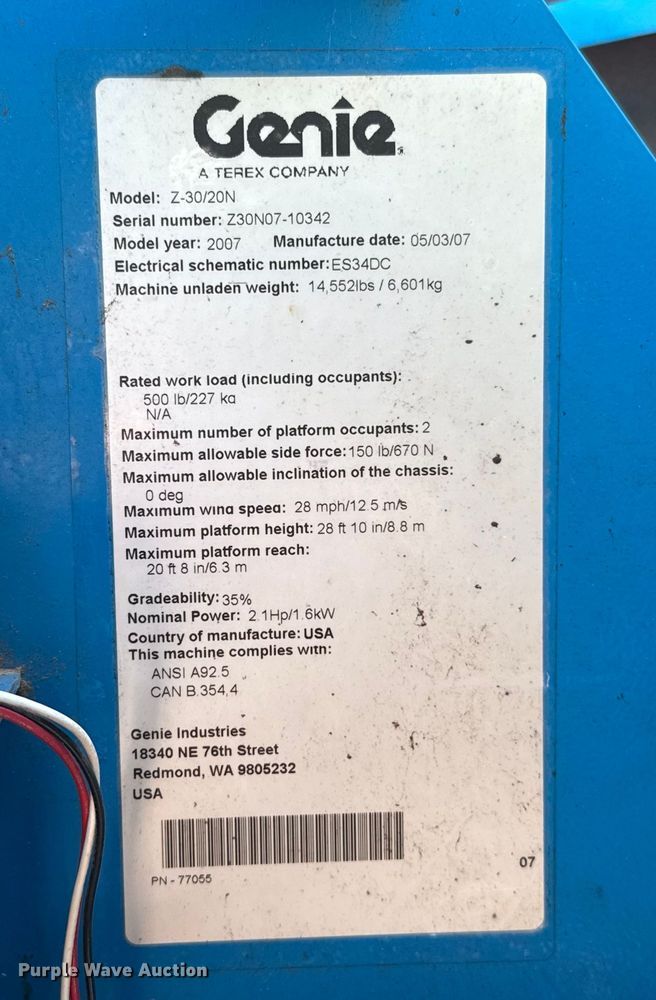 Genie
A TEREX COMPANY
Model: Z-30/20N
Serial number: Z30N07-10342
Model year: 2007 Manufacture date: 05/03/07
Electrical schematic number: ES34DC
Machine unladen weight: 14,552lbs / 6,601kg
Rated work load (including occupants):
500 lb/227 kg
N/A
Maximum number of platform occupants: 2
Maximum allowable side force: 150 lb/670 N
Maximum allowable inclination of the chassis:
0 deg
Maximum wind speed: 28 mph/12.5 m/s
Maximum platform height: 28 ft 10 in/8.8 m
Maximum platform reach:
20 ft 8 in/6.3 m
Gradeability: 35%
Nominal Power: 2.1Hp/1.6kW
Country of manufacture: USA
This machine complies with:
ANSI A92.5
CAN B.354.4
Genie Industries
18340 NE 76th Street
Redmond, WA 9805232
USA
PN - 77055
07
Purple Wave Auction